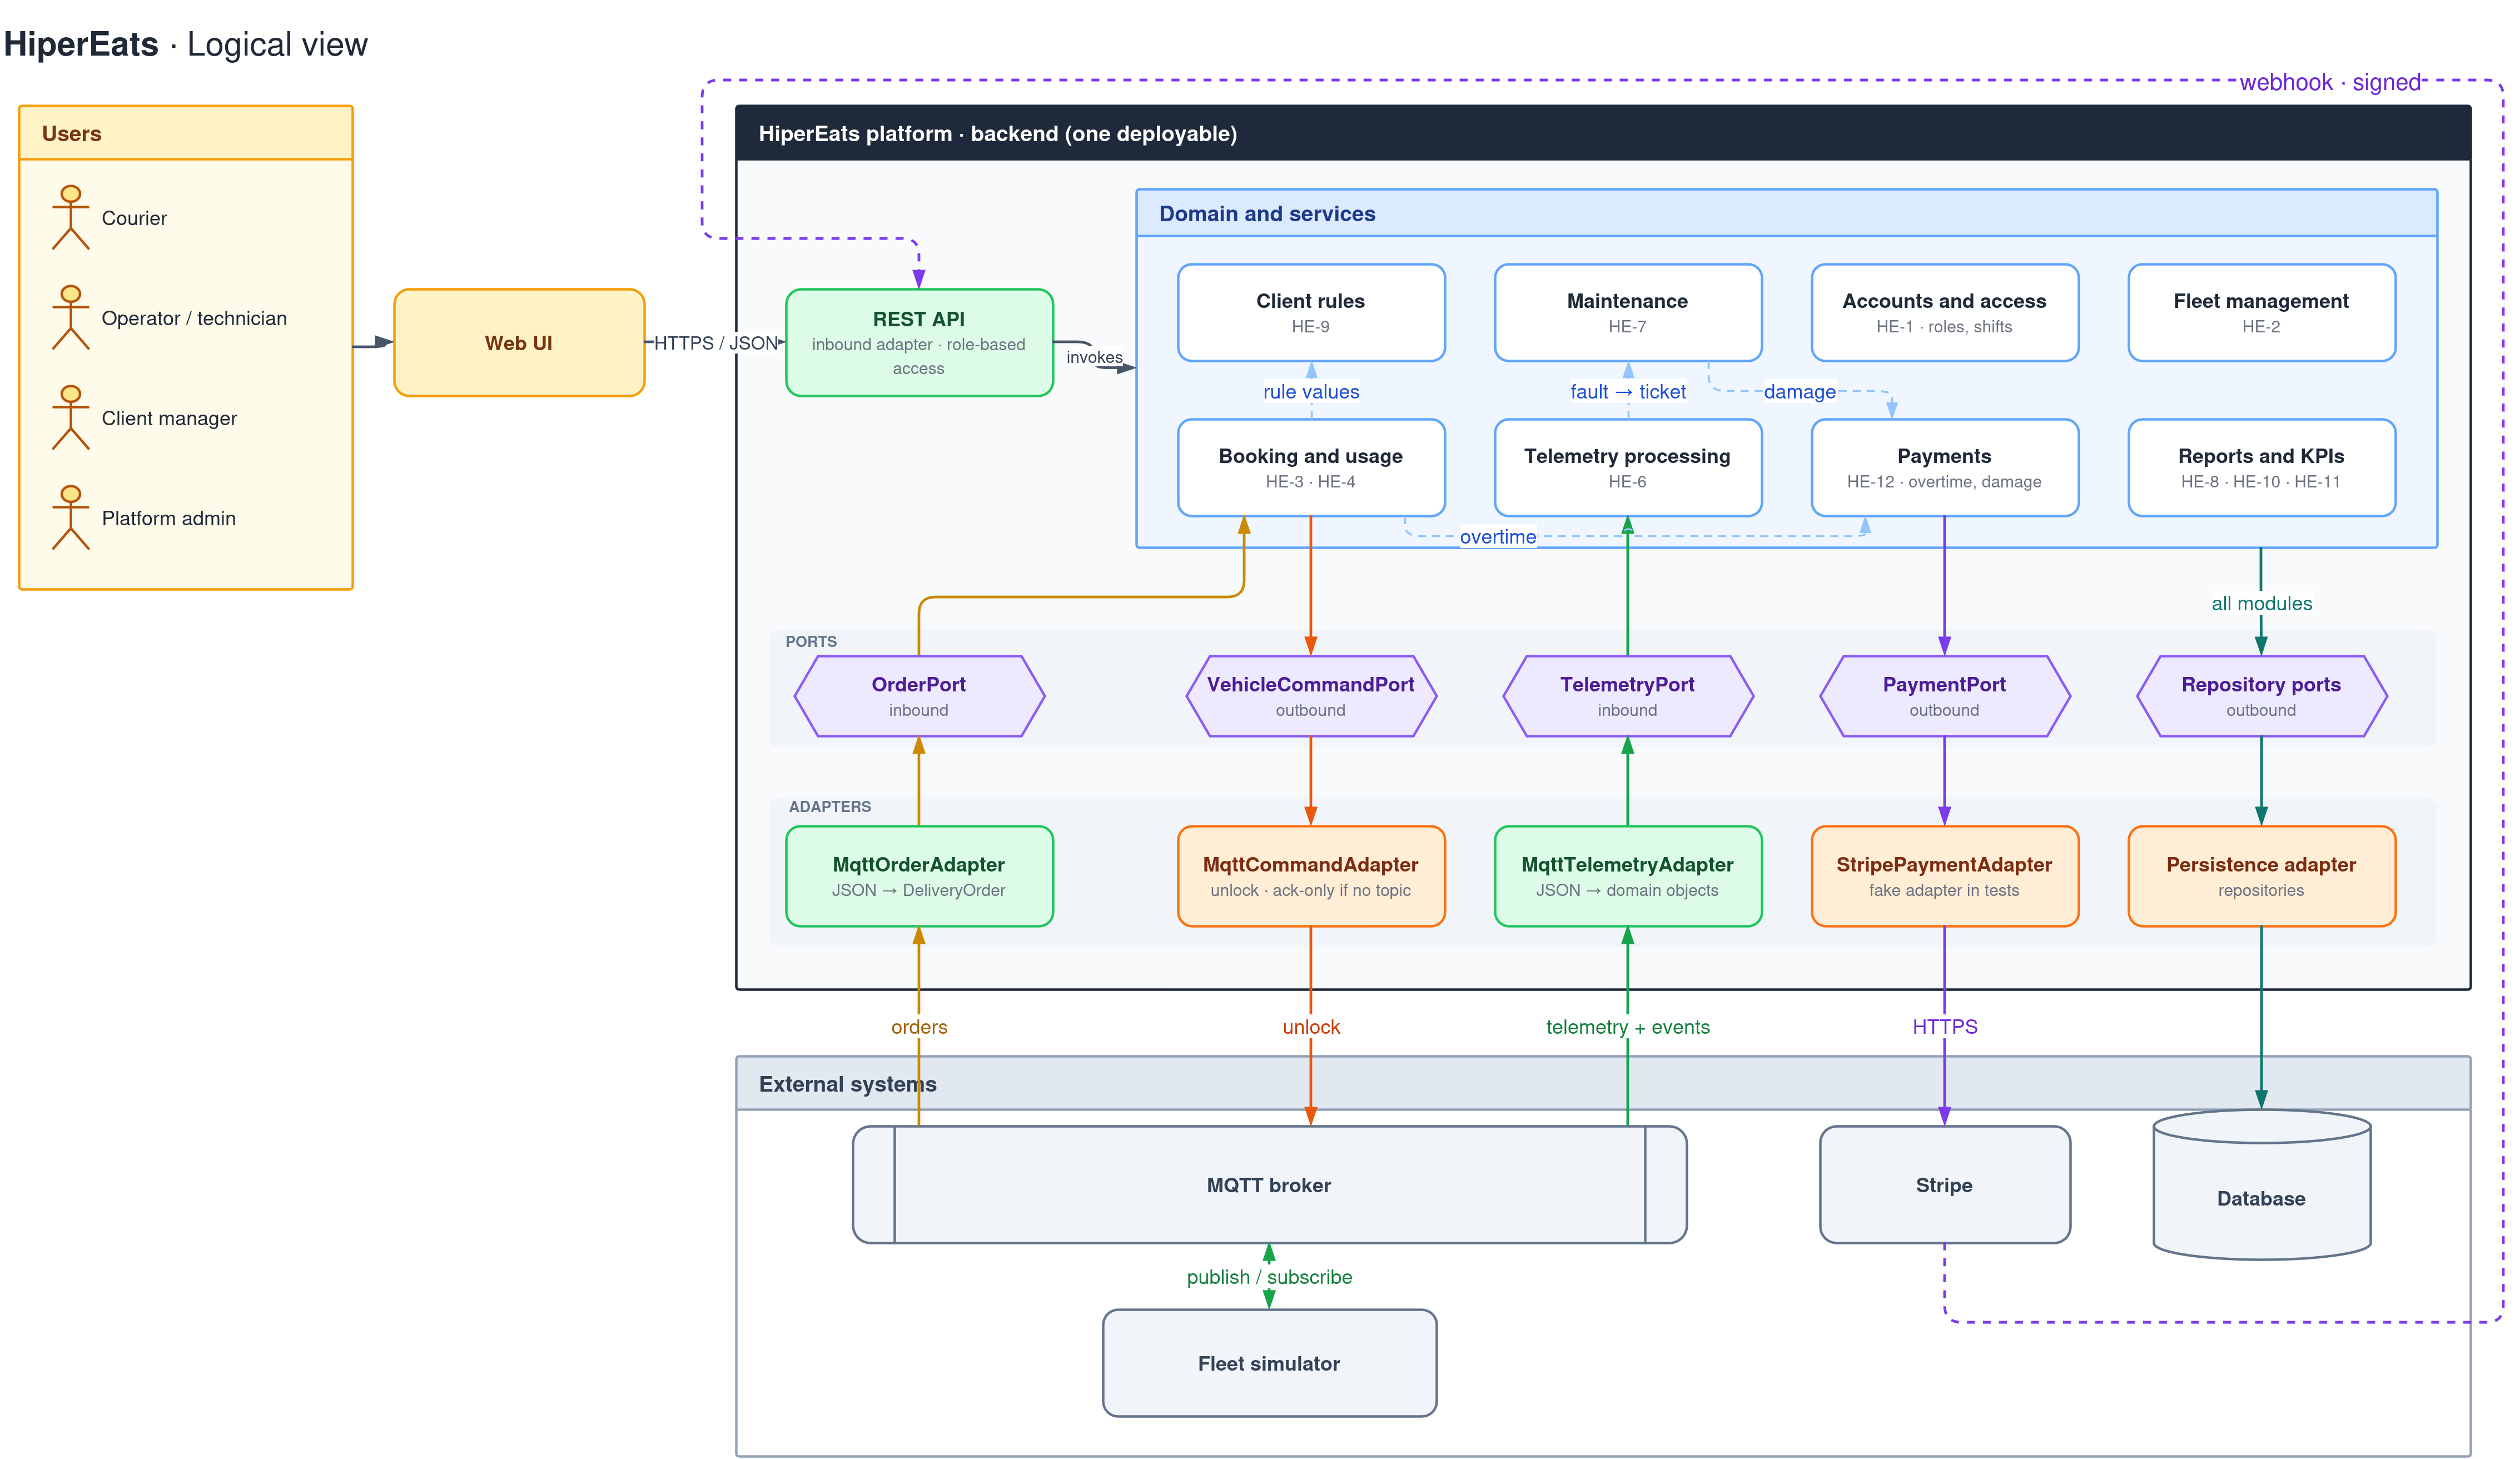 HiperEats · Logical view
webhook · signed
Users
Courier
Operator / technician
Client manager
Platform admin
Web UI
HTTPS / JSON
HiperEats platform · backend (one deployable)
REST API
inbound adapter · role-based
access
invokes
Domain and services
Client rules
HE-9
Maintenance
HE-7
Accounts and access
HE-1 · roles, shifts
Fleet management
HE-2
rule values
fault → ticket
damage
Booking and usage
HE-3 · HE-4
Telemetry processing
HE-6
Payments
HE-12 · overtime, damage
Reports and KPIs
HE-8 · HE-10 · HE-11
overtime
all modules
PORTS
OrderPort
inbound
VehicleCommandPort
outbound
TelemetryPort
inbound
PaymentPort
outbound
Repository ports
outbound
ADAPTERS
MqttOrderAdapter
JSON → DeliveryOrder
MqttCommandAdapter
unlock · ack-only if no topic
MqttTelemetryAdapter
JSON → domain objects
StripePaymentAdapter
fake adapter in tests
Persistence adapter
repositories
orders
unlock
telemetry + events
HTTPS
External systems
MQTT broker
Stripe
Database
publish / subscribe
Fleet simulator